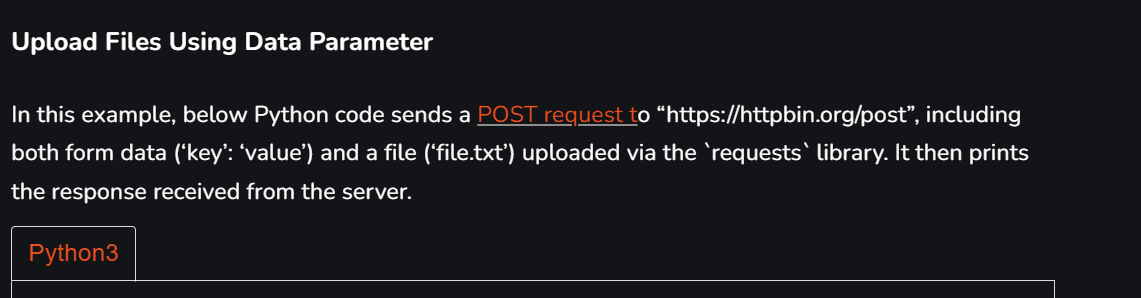 Upload Files Using Data Parameter
In this example, below Python code sends a POST request to “https://httpbin.org/post”, including
both form data (‘key’: ‘value’) and a file (‘file.txt’) uploaded via the `requests` library. It then prints
the response received from the server.
Python3